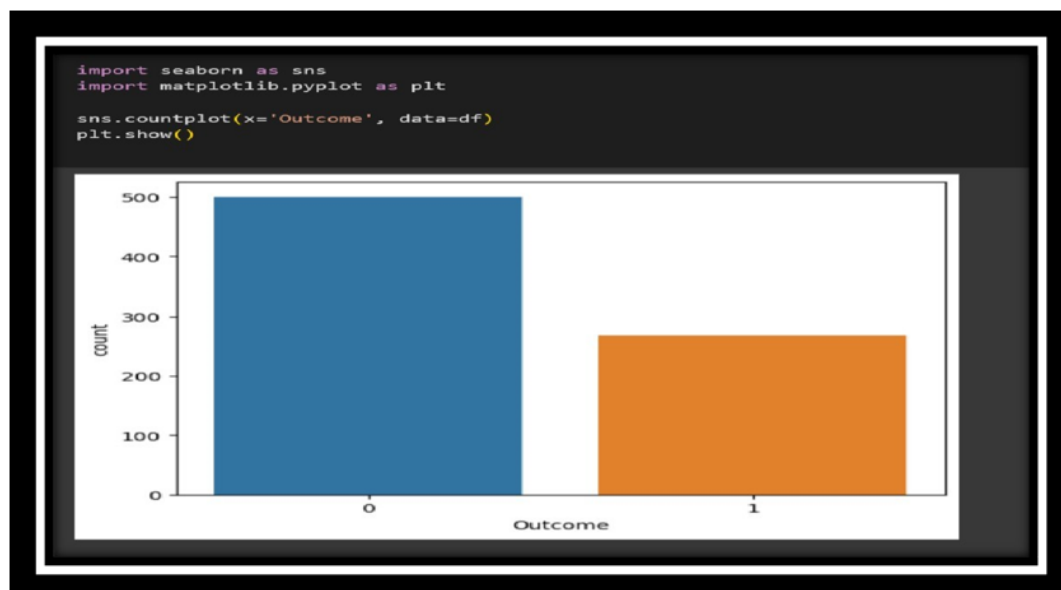 import seaborn as sns
import matplotlib.pyplot as plt
sns.countplot(x='Outcome', data=df)
plt.show()
500
400
300
200
100
0
count
0 1
Outcome